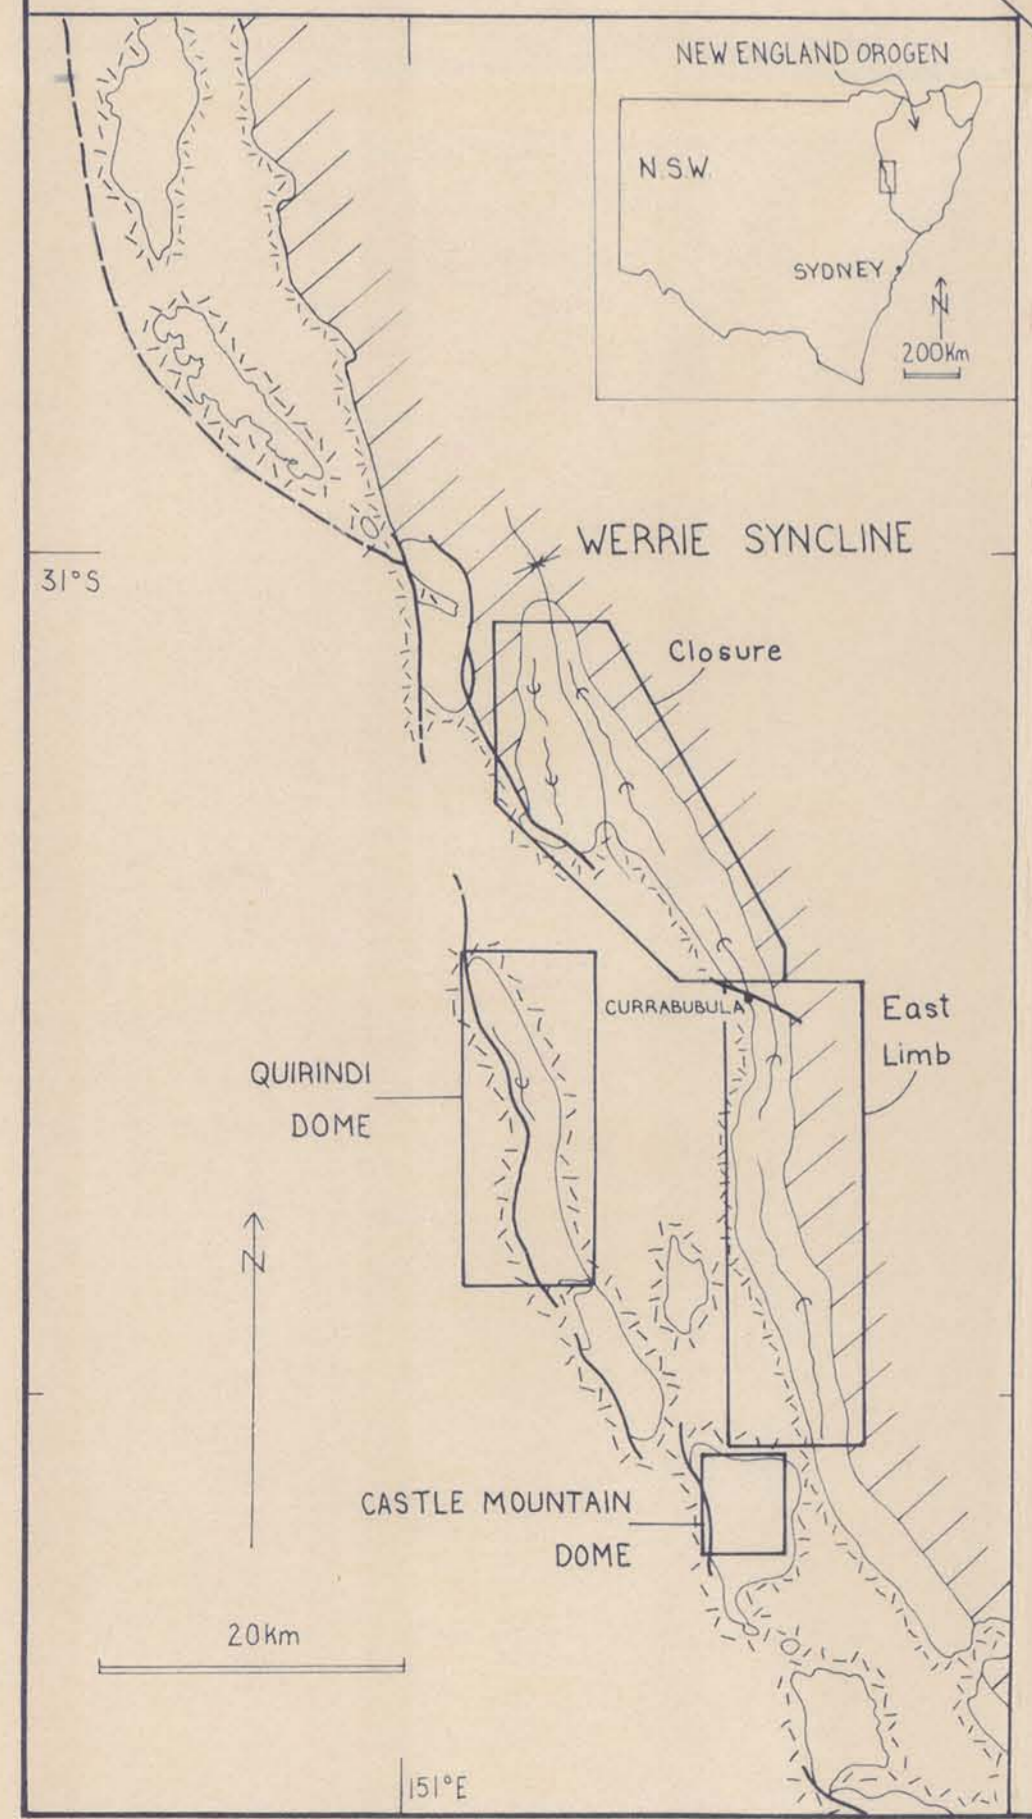 NEW ENGLAND OROGEN
N.S.W.
SYDNEY
N
200Km
WERRIE SYNCLINE
31°S
Closure
CURRABUBULA
East
Limb
QUIRINDI
DOME
N
CASTLE MOUNTAIN
DOME
20Km
151°E